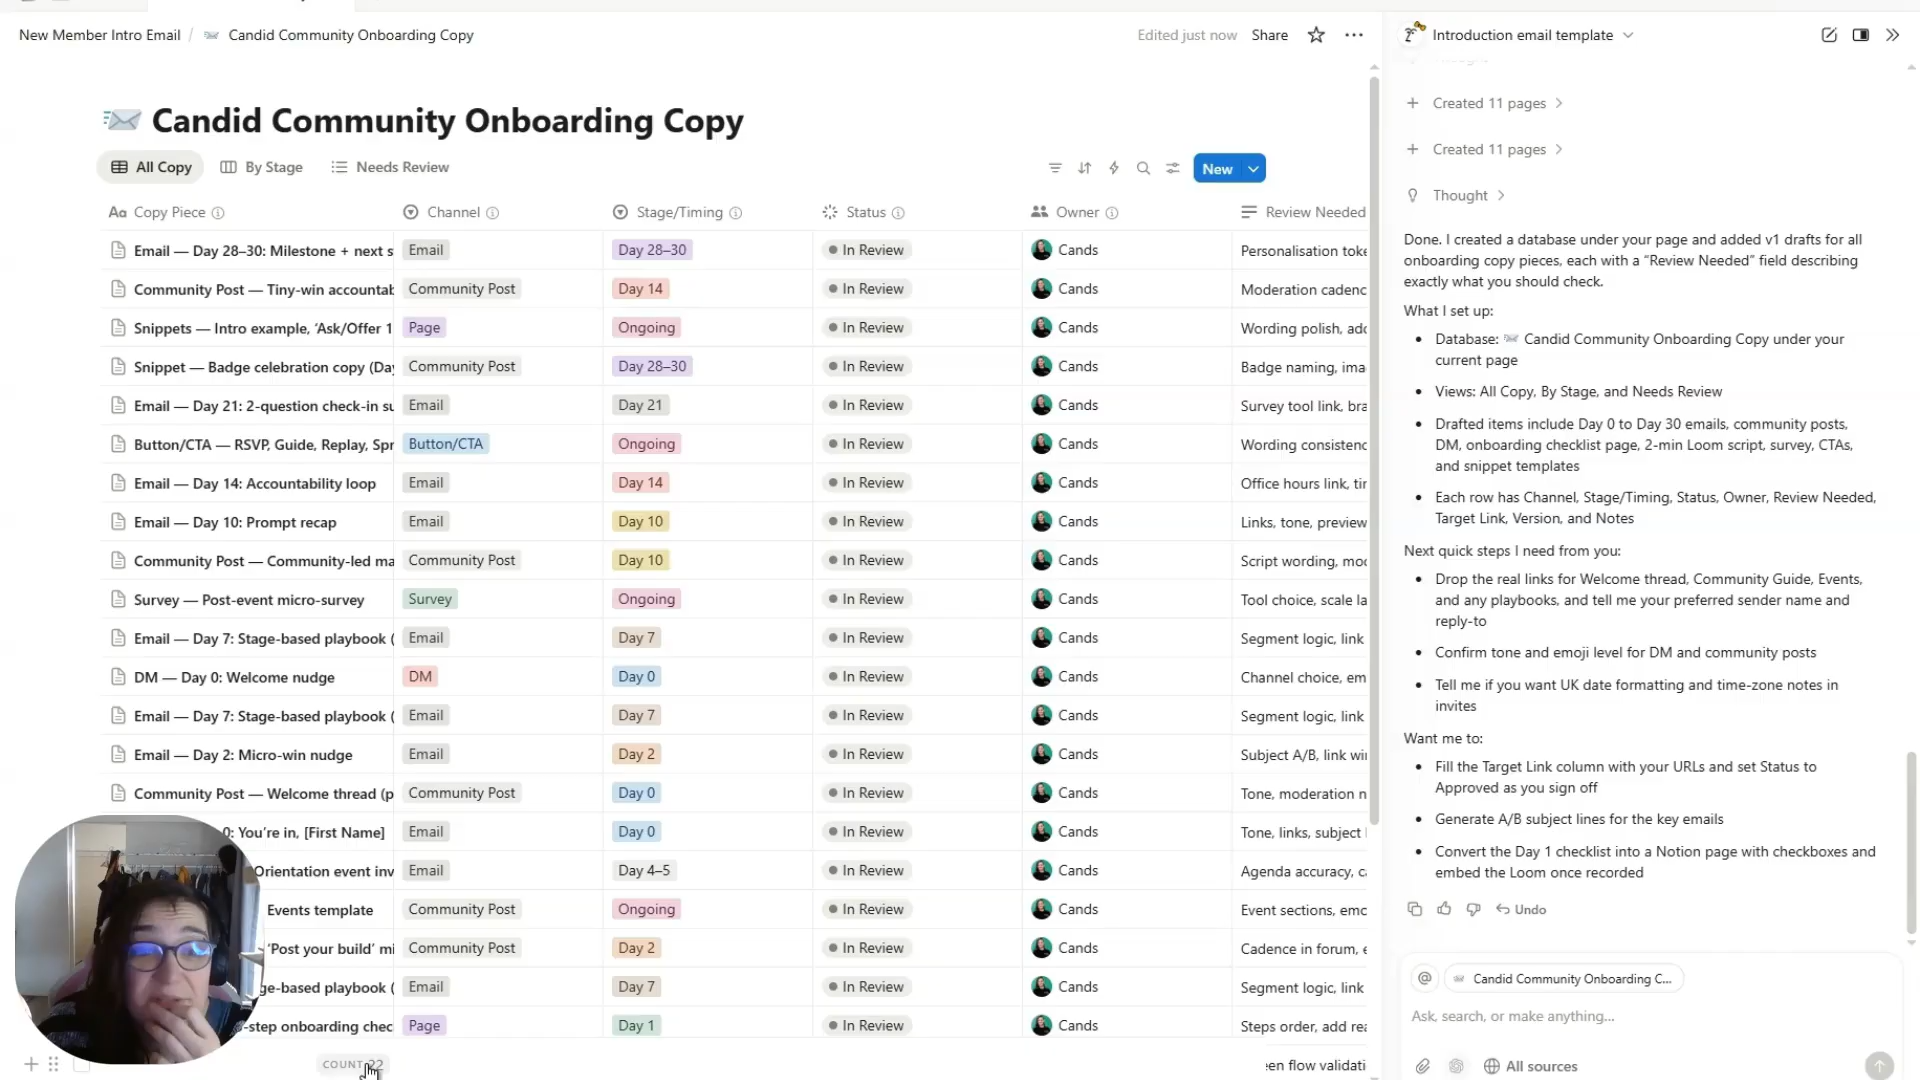 New Member Intro Email / Candid Community Onboarding Copy
Edited just now Share
Candid Community Onboarding Copy
All Copy By Stage Needs Review
New
Aa Copy Piece Channel Stage/Timing Status Owner Review Needed
Email — Day 28–30: Milestone + next s Email Day 28–30 In Review Cands Personalisation toke
Community Post — Tiny-win accountab Community Post Day 14 In Review Cands Moderation cadenc
Snippets — Intro example, ‘Ask/Offer 1 Page Ongoing In Review Cands Wording polish, add
Snippet — Badge celebration copy (Day Community Post Day 28–30 In Review Cands Badge naming, ima
Email — Day 21: 2-question check-in su Email Day 21 In Review Cands Survey tool link, bra
Button/CTA — RSVP, Guide, Replay, Spr Button/CTA Ongoing In Review Cands Wording consistenc
Email — Day 14: Accountability loop Email Day 14 In Review Cands Office hours link, tir
Email — Day 10: Prompt recap Email Day 10 In Review Cands Links, tone, preview
Community Post — Community-led ma Community Post Day 10 In Review Cands Script wording, moc
Survey — Post-event micro-survey Survey Ongoing In Review Cands Tool choice, scale la
Email — Day 7: Stage-based playbook ( Email Day 7 In Review Cands Segment logic, link
DM — Day 0: Welcome nudge DM Day 0 In Review Cands Channel choice, em
Email — Day 7: Stage-based playbook ( Email Day 7 In Review Cands Segment logic, link
Email — Day 2: Micro-win nudge Email Day 2 In Review Cands Subject A/B, link wir
Community Post — Welcome thread (p Community Post Day 0 In Review Cands Tone, moderation n
0: You’re in, [First Name] Email Day 0 In Review Cands Tone, links, subject
Orientation event inv Email Day 4–5 In Review Cands Agenda accuracy, ca
Events template Community Post Ongoing In Review Cands Event sections, emo
‘Post your build’ mi Community Post Day 2 In Review Cands Cadence in forum, e
ge-based playbook ( Email Day 7 In Review Cands Segment logic, link
-step onboarding chec Page Day 1 In Review Cands Steps order, add rea
COUNT 22 een flow validati
Introduction email template
Created 11 pages
Created 11 pages
Thought
Done. I created a database under your page and added v1 drafts for all
onboarding copy pieces, each with a “Review Needed” field describing
exactly what you should check.
What I set up:
• Database: Candid Community Onboarding Copy under your
current page
• Views: All Copy, By Stage, and Needs Review
• Drafted items include Day 0 to Day 30 emails, community posts,
DM, onboarding checklist page, 2-min Loom script, survey, CTAs,
and snippet templates
• Each row has Channel, Stage/Timing, Status, Owner, Review Needed,
Target Link, Version, and Notes
Next quick steps I need from you:
• Drop the real links for Welcome thread, Community Guide, Events,
and any playbooks, and tell me your preferred sender name and
reply-to
• Confirm tone and emoji level for DM and community posts
• Tell me if you want UK date formatting and time-zone notes in
invites
Want me to:
• Fill the Target Link column with your URLs and set Status to
Approved as you sign off
• Generate A/B subject lines for the key emails
• Convert the Day 1 checklist into a Notion page with checkboxes and
embed the Loom once recorded
Undo
@ Candid Community Onboarding C...
Ask, search, or make anything...
All sources